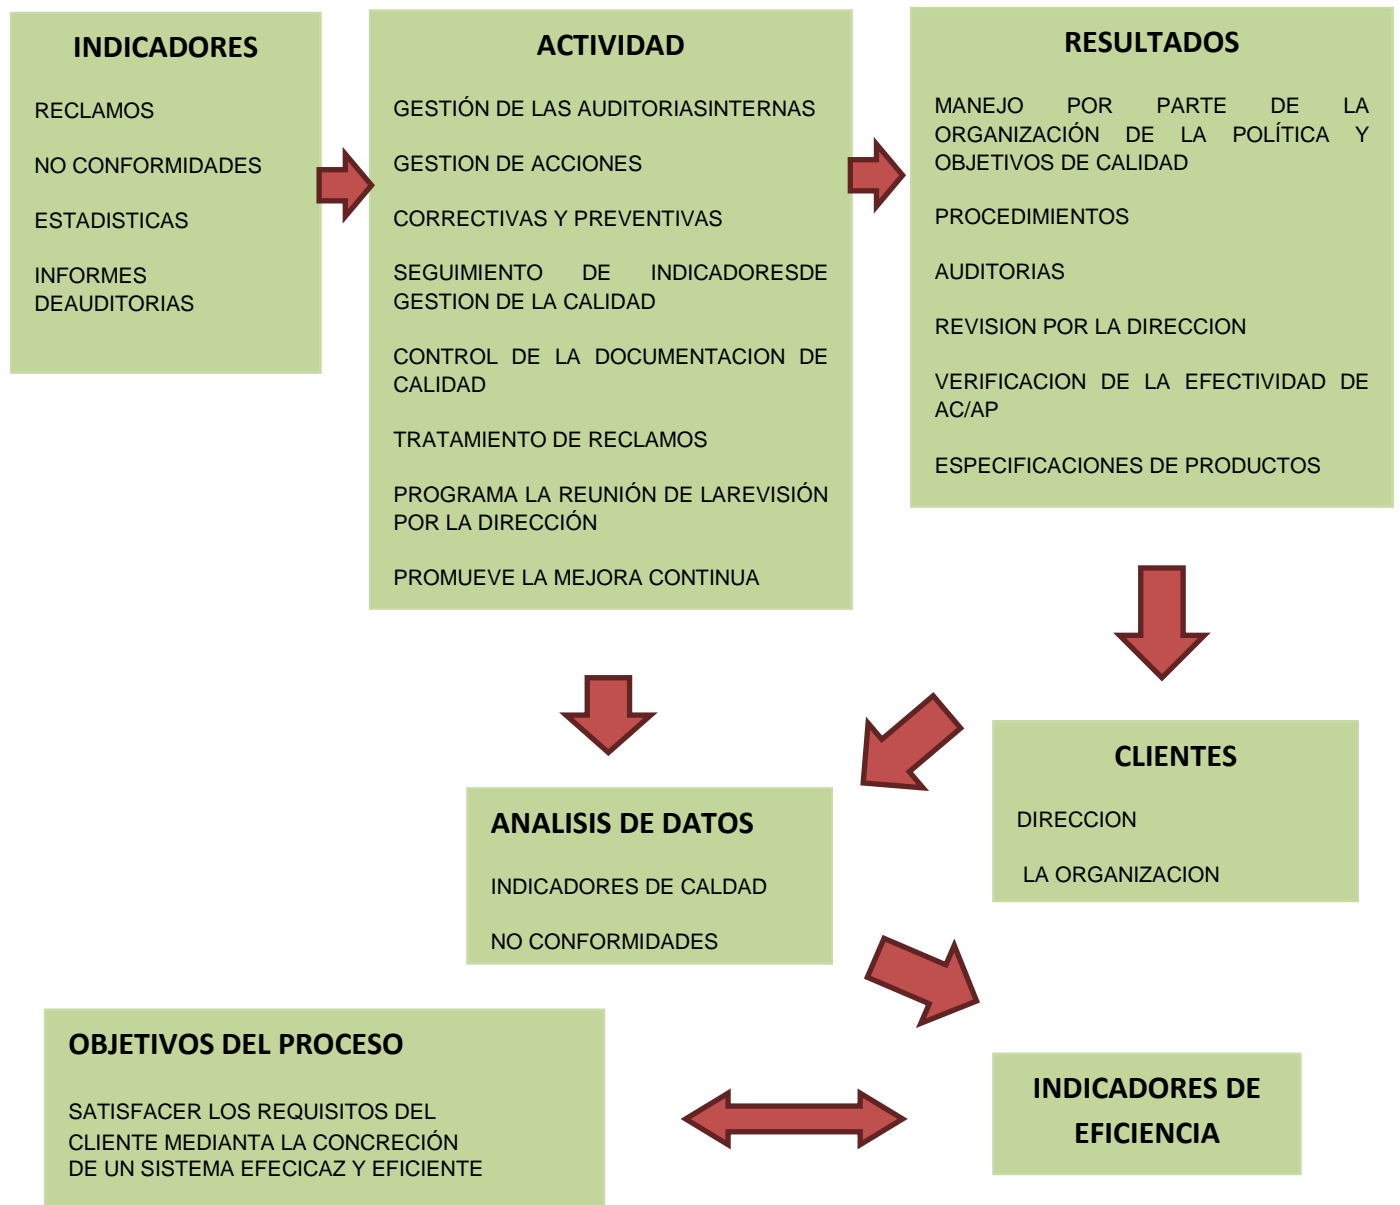 INDICADORES
RECLAMOS
NO CONFORMIDADES
ESTADISTICAS
INFORMES
DEAUDITORIAS
ACTIVIDAD
GESTIÓN DE LAS AUDITORIASINTERNAS
GESTION DE ACCIONES
CORRECTIVAS Y PREVENTIVAS
SEGUIMIENTO DE INDICADORESDE
GESTION DE LA CALIDAD
CONTROL DE LA DOCUMENTACION DE
CALIDAD
TRATAMIENTO DE RECLAMOS
PROGRAMA LA REUNIÓN DE LAREVISIÓN
POR LA DIRECCIÓN
PROMUEVE LA MEJORA CONTINUA
RESULTADOS
MANEJO POR PARTE DE LA
ORGANIZACIÓN DE LA POLÍTICA Y
OBJETIVOS DE CALIDAD
PROCEDIMIENTOS
AUDITORIAS
REVISION POR LA DIRECCION
VERIFICACION DE LA EFECTIVIDAD DE
AC/AP
ESPECIFICACIONES DE PRODUCTOS
CLIENTES
DIRECCION
LA ORGANIZACION
ANALISIS DE DATOS
INDICADORES DE CALDAD
NO CONFORMIDADES
OBJETIVOS DEL PROCESO
SATISFACER LOS REQUISITOS DEL
CLIENTE MEDIANTA LA CONCRECIÓN
DE UN SISTEMA EFECICAZ Y EFICIENTE
INDICADORES DE
EFICIENCIA